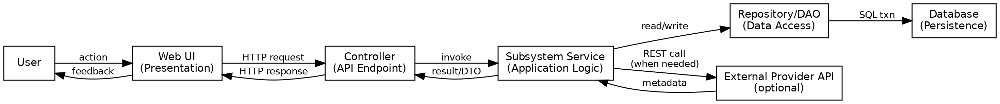 User
action
feedback
Web UI
(Presentation)
HTTP request
HTTP response
Controller
(API Endpoint)
invoke
result/DTO
Subsystem Service
(Application Logic)
read/write
REST call
(when needed)
metadata
Repository/DAO
(Data Access)
External Provider API
(optional)
SQL txn
Database
(Persistence)